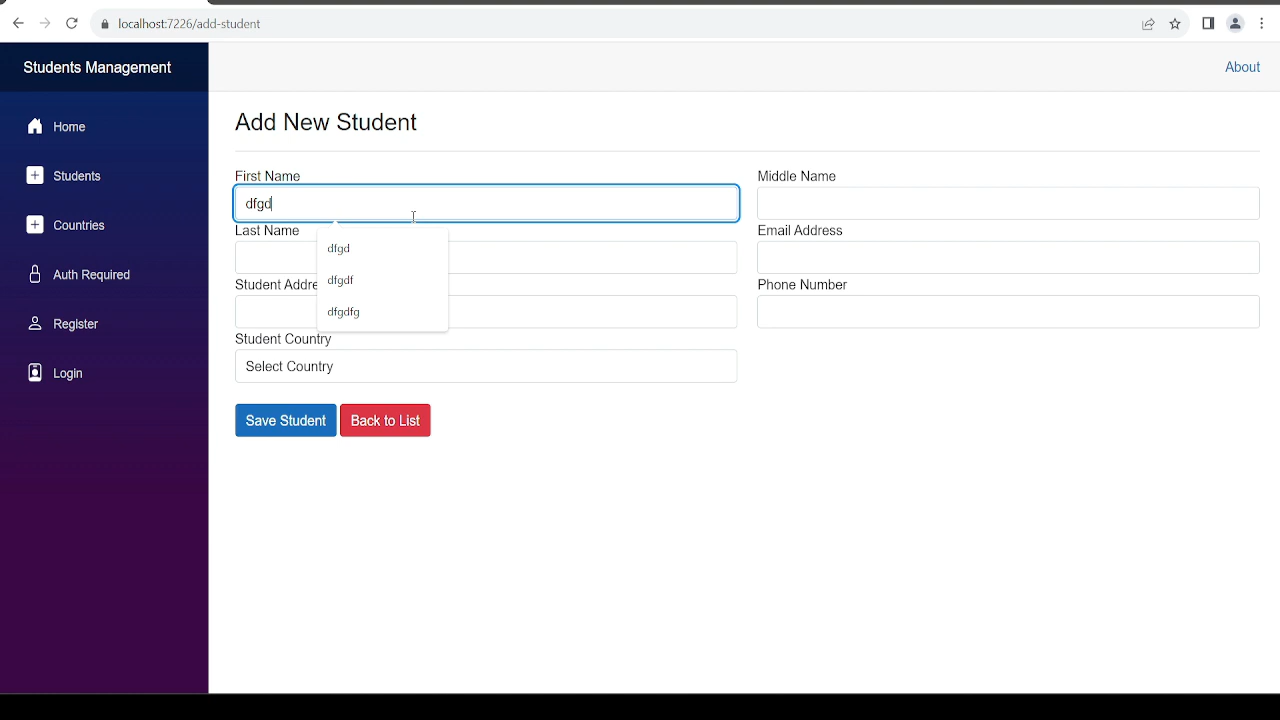 localhost:7226/add-student
Students Management
About
Home
Students
Countries
Auth Required
Register
Login
Add New Student
First Name
Middle Name
dfgd
Last Name
Email Address
dfgd
dfgdf
dfgdfg
Student Addre
Phone Number
Student Country
Select Country
Save Student
Back to List